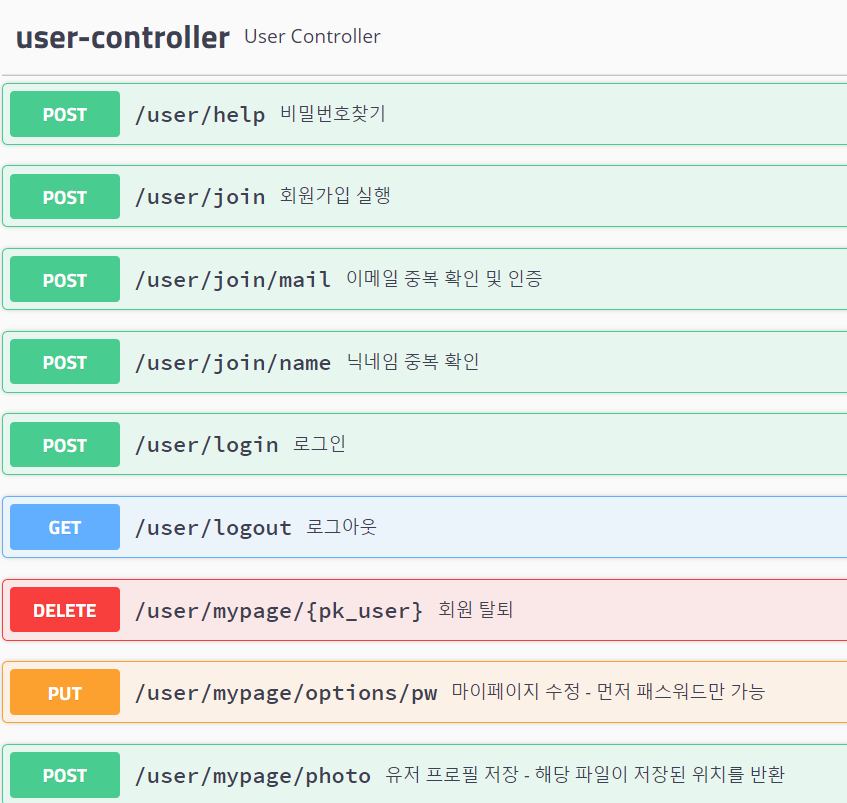 user-controller User Controller
POST /user/help 비밀번호찾기
POST /user/join 회원가입 실행
POST /user/join/mail 이메일 중복 확인 및 인증
POST /user/join/name 닉네임 중복 확인
POST /user/login 로그인
GET /user/logout 로그아웃
DELETE /user/mypage/{pk_user} 회원 탈퇴
PUT /user/mypage/options/pw 마이페이지 수정 - 먼저 패스워드만 가능
POST /user/mypage/photo 유저 프로필 저장 - 해당 파일이 저장된 위치를 반환